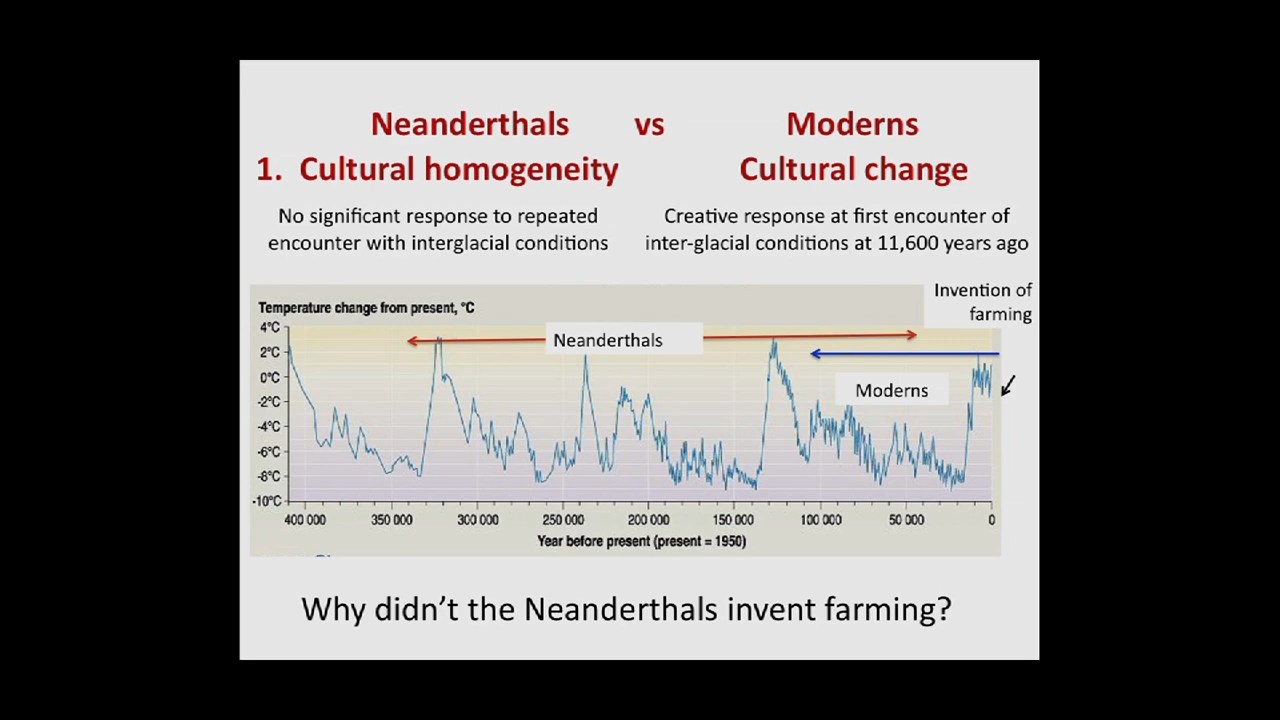 Neanderthals vs Moderns
1. Cultural homogeneity Cultural change
No significant response to repeated
encounter with interglacial conditions
Creative response at first encounter of
inter-glacial conditions at 11,600 years ago
Invention of
farming
Temperature change from present, °C
4°C
2°C
0°C
-2°C
-4°C
-6°C
-8°C
-10°C
Neanderthals
Moderns
400 000 350 000 300 000 250 000 200 000 150 000 100 000 50 000 0
Year before present (present = 1950)
Why didn't the Neanderthals invent farming?